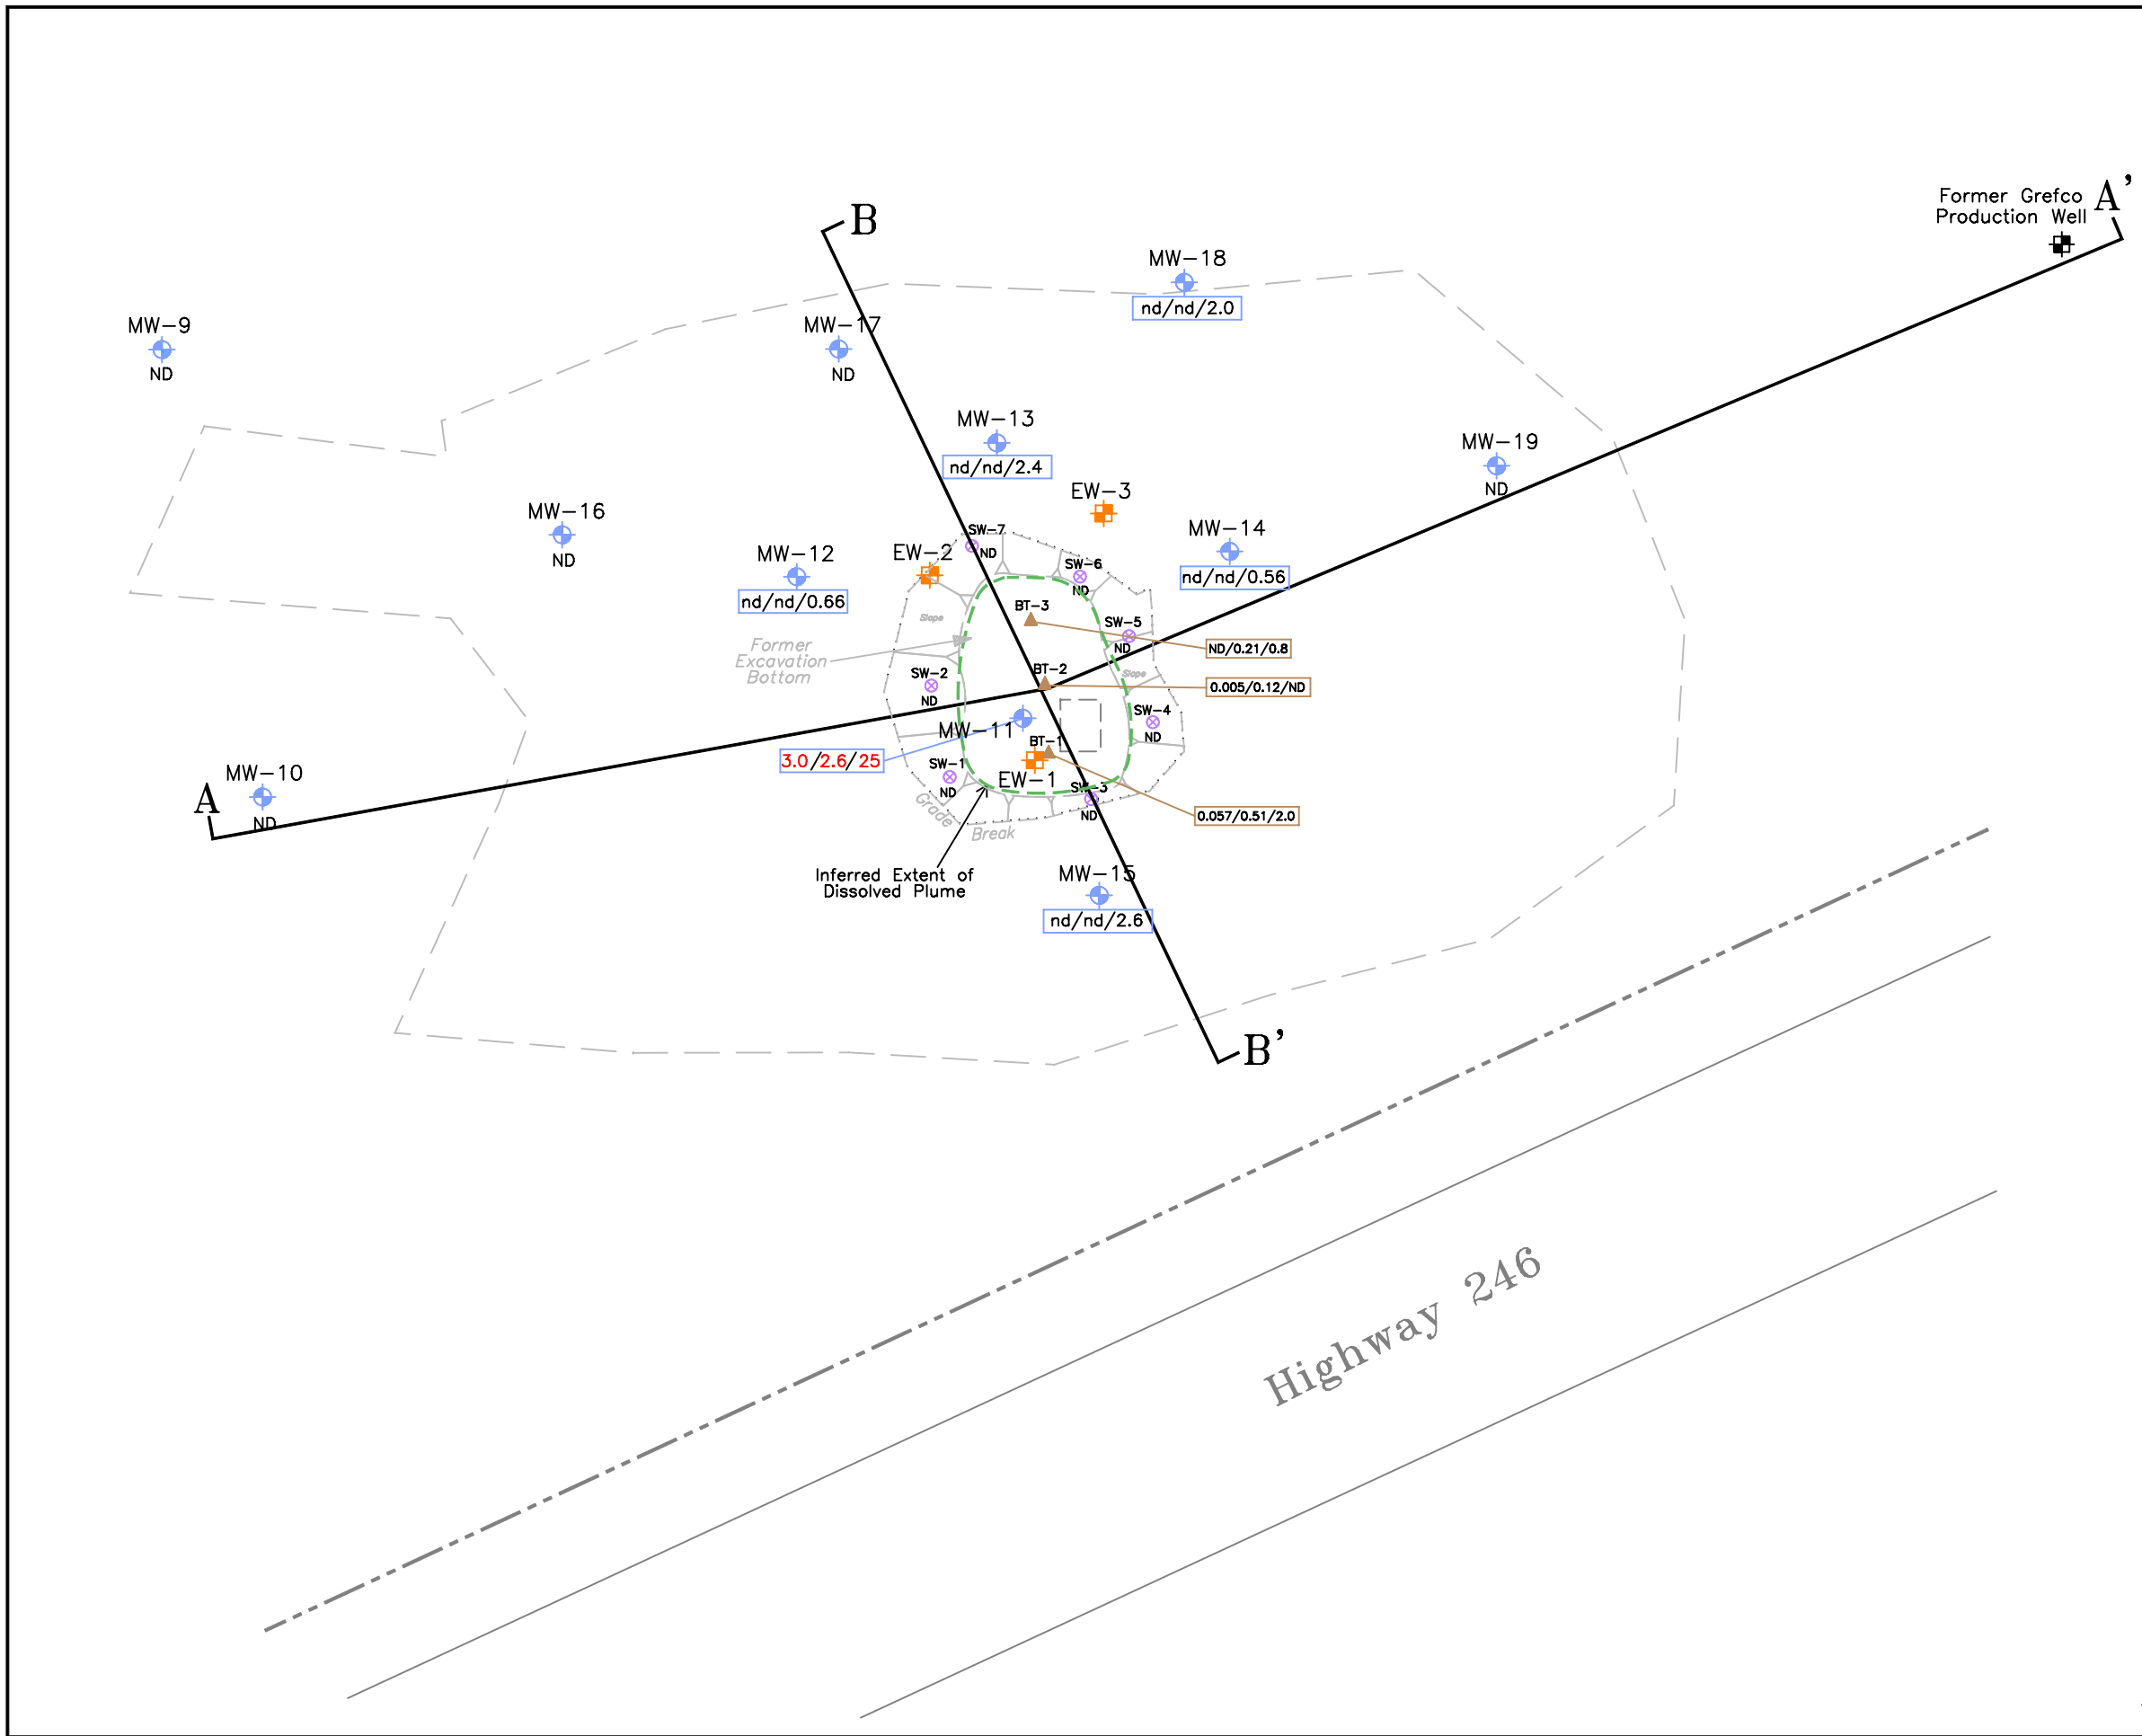 Former Grefco
Production Well
A'
B
MW-18
nd/nd/2.0
MW-9
ND
MW-17
ND
MW-13
nd/nd/2.4
MW-19
ND
EW-3
MW-16
ND
MW-14
nd/nd/0.56
SW-7
ND
EW-2
MW-12
nd/nd/0.66
SW-6
ND
BT-3
Slope
SW-5
ND
ND/0.21/0.8
Former
Excavation
Bottom
SW-2
ND
BT-2
Slope
0.005/0.12/ND
SW-4
ND
MW-11
3.0/2.6/25
BT-1
EW-1
SW-1
ND
SW-3
ND
0.057/0.51/2.0
MW-10
ND
A
Grade
Break
Inferred Extent of
Dissolved Plume
MW-15
nd/nd/2.6
B'
Highway 246